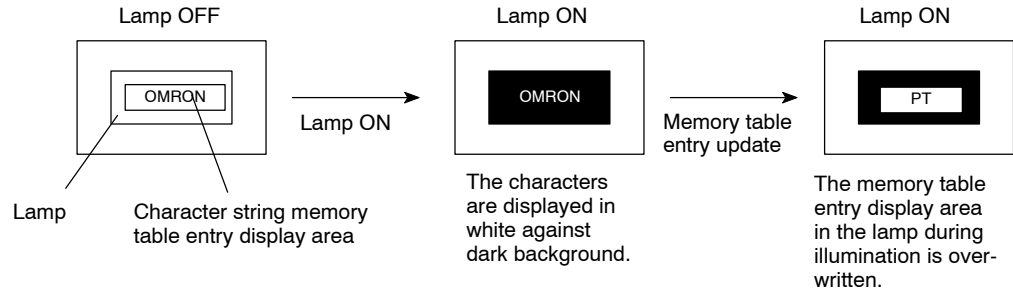 Lamp OFF
Lamp ON
Lamp ON
OMRON
OMRON
PT
Lamp ON
Memory table
entry update
Lamp
Character string memory
table entry display area
The characters
are displayed in
white against
dark background.
The memory table
entry display area
in the lamp during
illumination is over-
written.